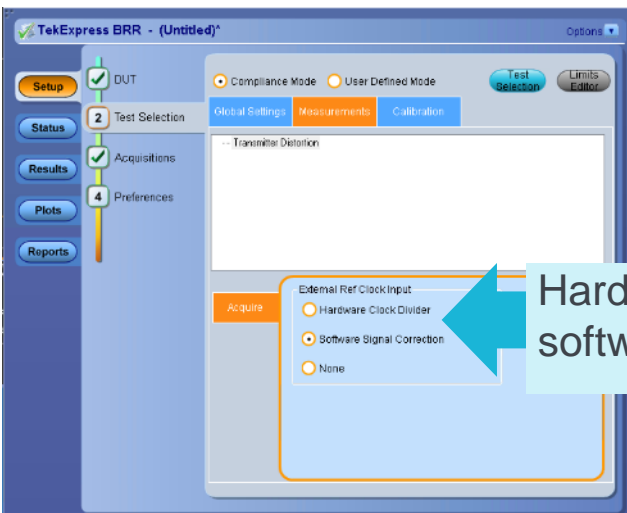 TekExpress BRR - (Untitled)*
Options
Setup
Status
Results
Plots
Reports
DUT
2 Test Selection
Acquisitions
4 Preferences
Compliance Mode User Defined Mode
Test Selection
Limits Editor
Global Settings Measurements Calibration
Transmitter Distortion
Acquire
External Ref Clock Input
Hardware Clock Divider
Software Signal Correction
None
Hard
softw